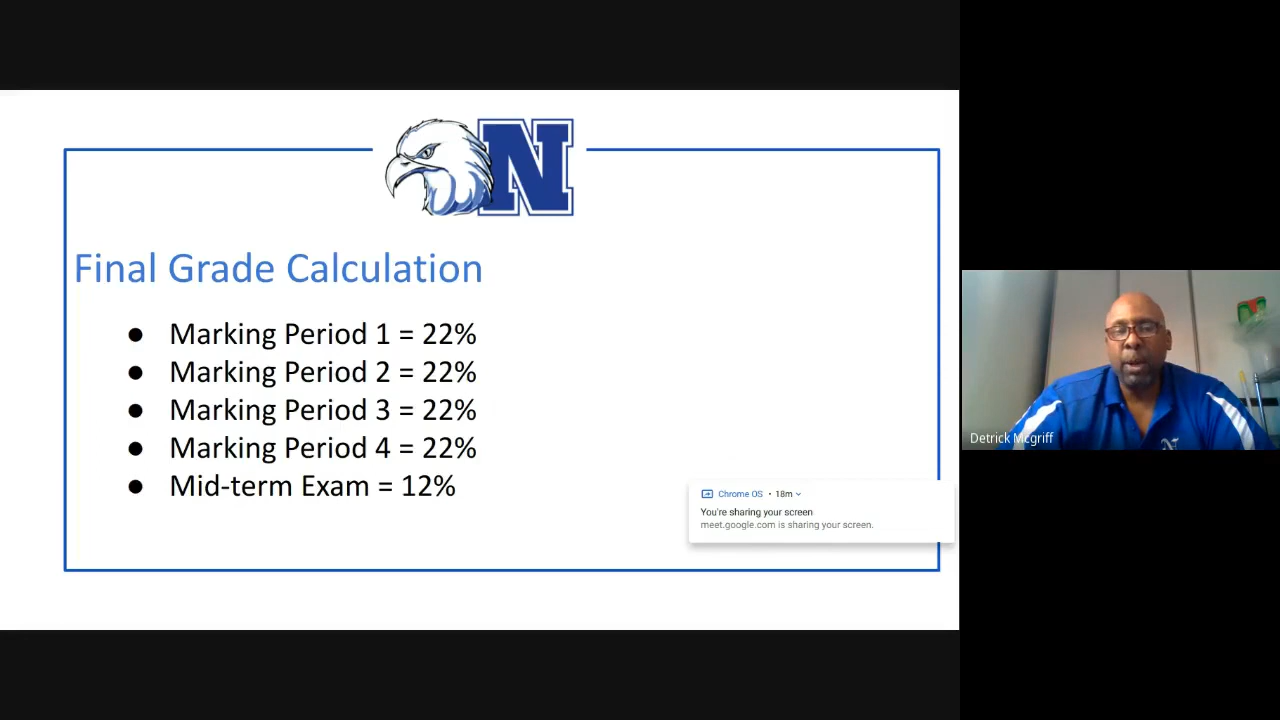 N
Final Grade Calculation
● Marking Period 1 = 22%
● Marking Period 2 = 22%
● Marking Period 3 = 22%
● Marking Period 4 = 22%
● Mid-term Exam = 12%
Chrome OS • 18m
You're sharing your screen
meet.google.com is sharing your screen.
Detrick Mcgriff
N